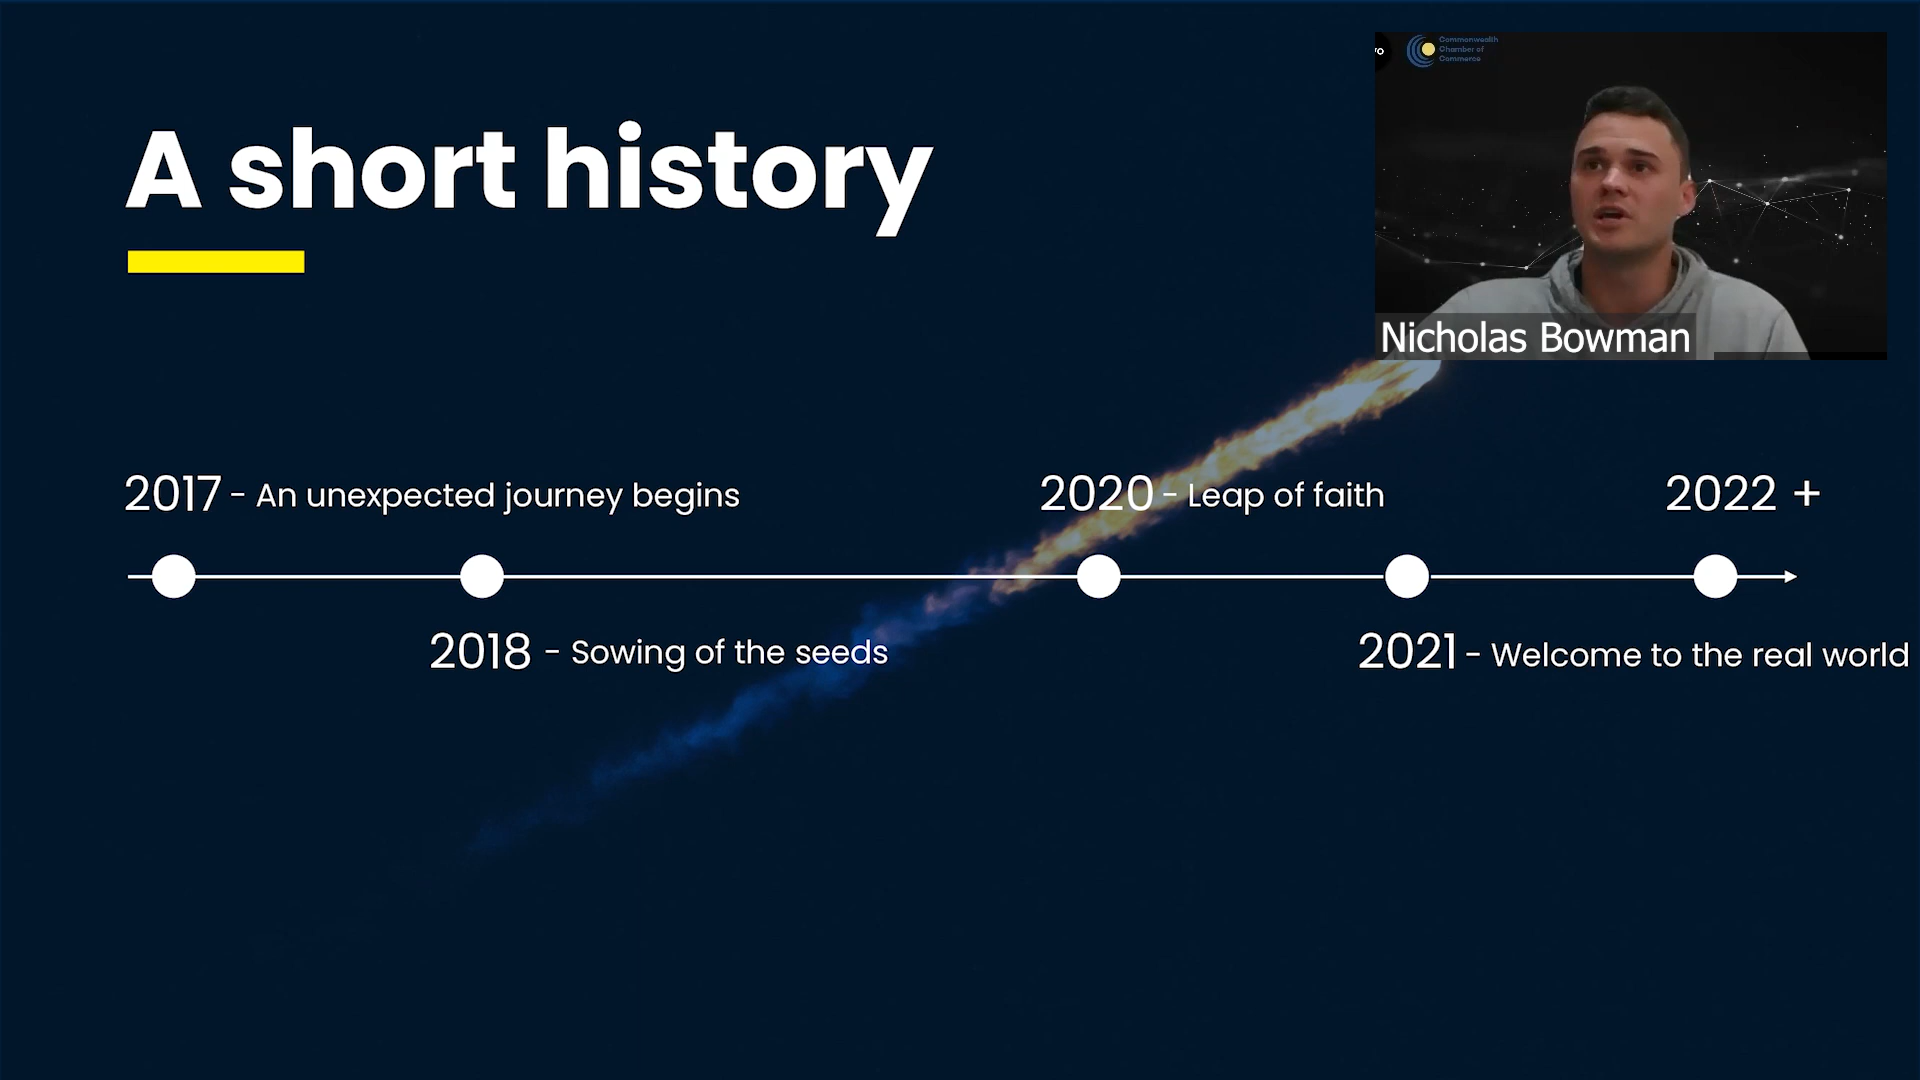 A short history
Commonwealth
Chamber of
Commerce
Nicholas Bowman
2017 - An unexpected journey begins
2020 - Leap of faith
2022 +
2018 - Sowing of the seeds
2021 - Welcome to the real world